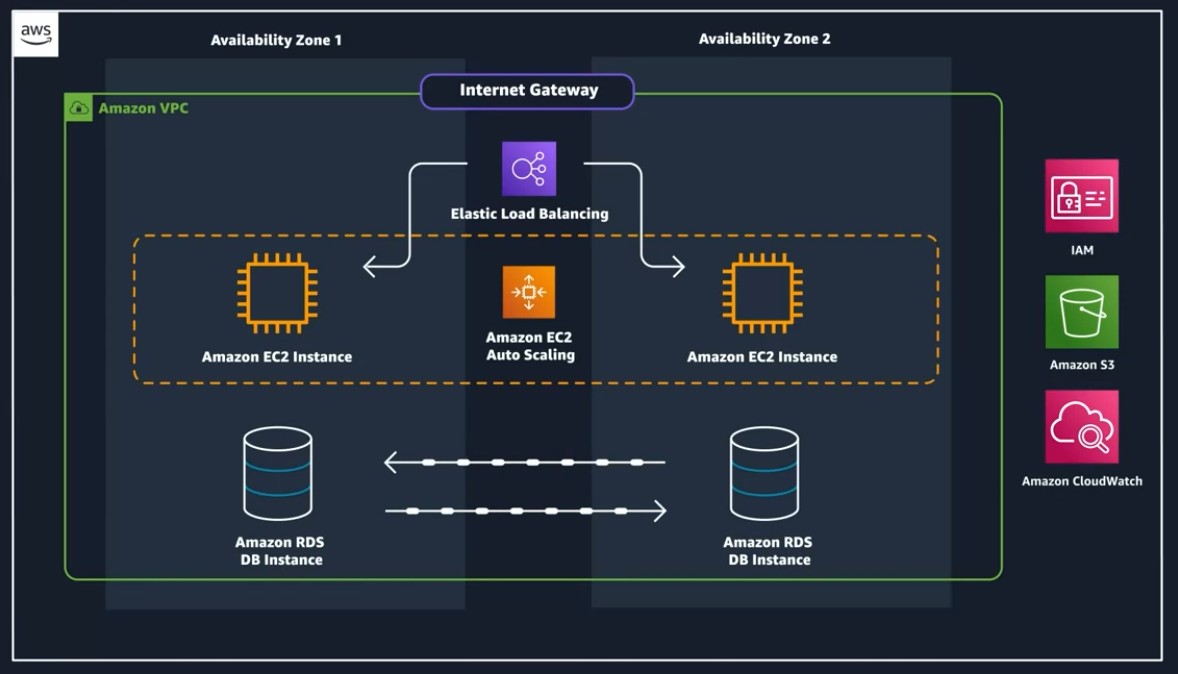 aws
Availability Zone 1
Availability Zone 2
Internet Gateway
Amazon VPC
Elastic Load Balancing
Amazon EC2 Instance
Amazon EC2
Auto Scaling
Amazon EC2 Instance
Amazon RDS
DB Instance
Amazon RDS
DB Instance
IAM
Amazon S3
Amazon CloudWatch